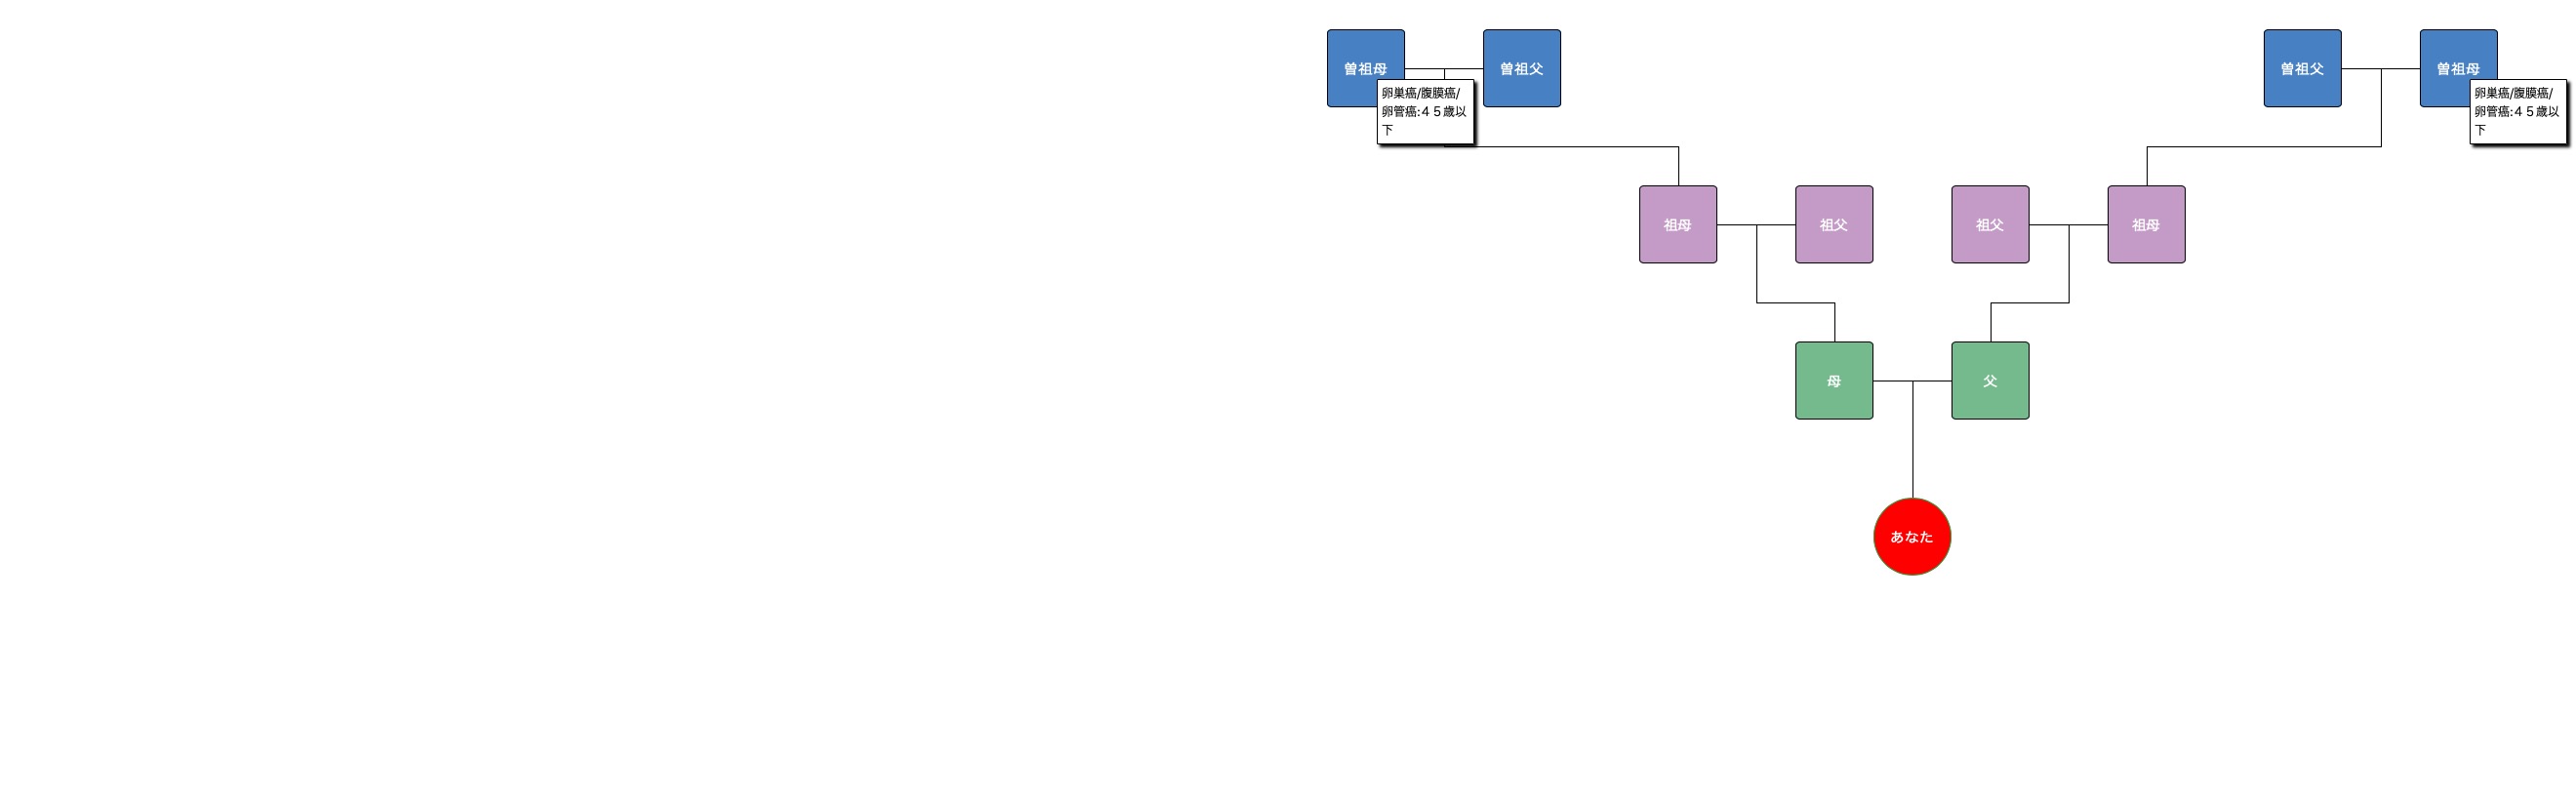 曽祖母
曽祖父
曽祖父
曽祖母
卵巣癌/腹膜癌/
卵管癌:４５歳以
下
卵巣癌/腹膜癌/
卵管癌:４５歳以
下
祖母
祖父
祖父
祖母
母
父
あなた